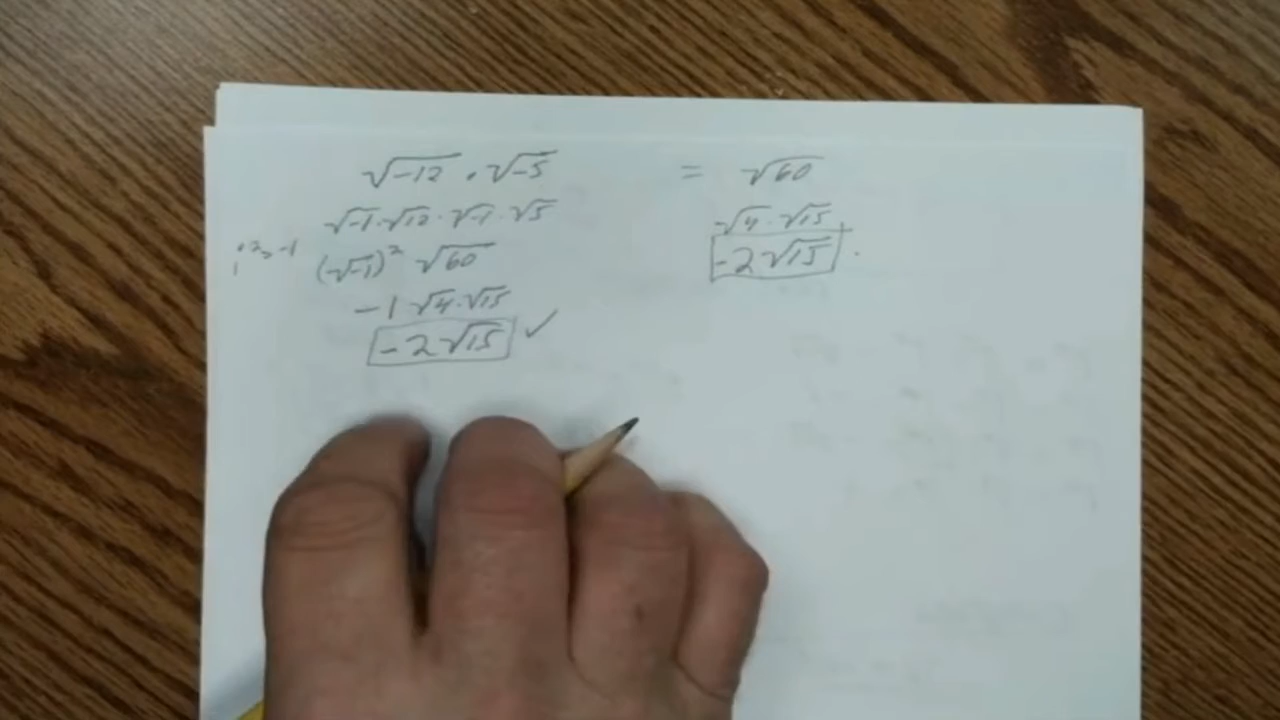 √-12 · √-5 = √60
√-1 · √12 · √-1 · √5
√4 · √15
i²=-1 (√-1)² √60
-2√15
-1 √4 · √15
-2√15 ✓